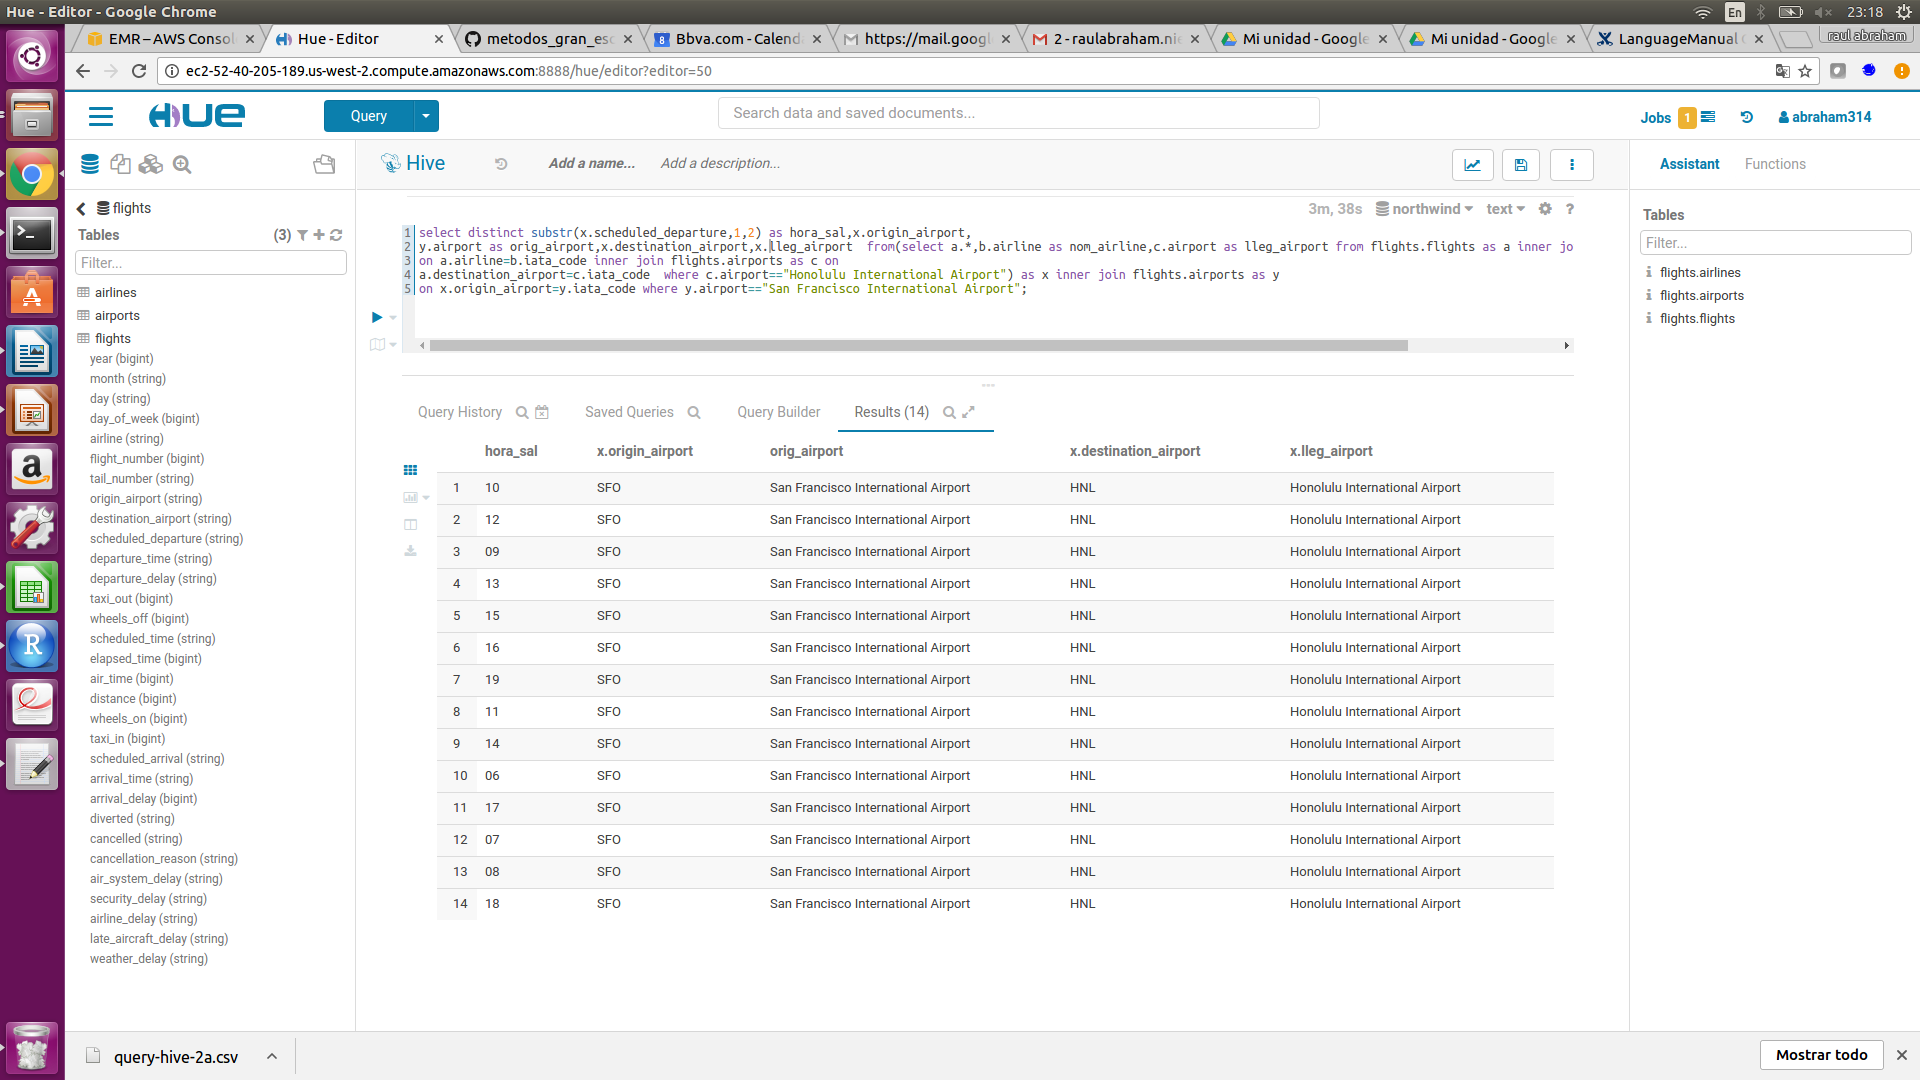 Hue - Editor - Google Chrome
En
23:18
EMR – AWS Consol
Hue - Editor
metodos_gran_esc
Bbva.com - Calend
https://mail.googl
2 - raulabraham.nie
Mi unidad - Google
Mi unidad - Google
LanguageManual
raul abraham
ec2-52-40-205-189.us-west-2.compute.amazonaws.com:8888/hue/editor?editor=50
HUE
Query
Search data and saved documents...
Jobs 1
abraham314
Hive
Add a name...
Add a description...
Assistant
Functions
flights
Tables
(3)
Filter...
airlines
airports
flights
year (bigint)
month (string)
day (string)
day_of_week (bigint)
airline (string)
flight_number (bigint)
tail_number (string)
origin_airport (string)
destination_airport (string)
scheduled_departure (string)
departure_time (string)
departure_delay (string)
taxi_out (bigint)
wheels_off (bigint)
scheduled_time (string)
elapsed_time (bigint)
air_time (bigint)
distance (bigint)
wheels_on (bigint)
taxi_in (bigint)
scheduled_arrival (string)
arrival_time (string)
arrival_delay (bigint)
diverted (string)
cancelled (string)
cancellation_reason (string)
air_system_delay (string)
security_delay (string)
airline_delay (string)
late_aircraft_delay (string)
weather_delay (string)
3m, 38s
northwind
text
?
1 select distinct substr(x.scheduled_departure,1,2) as hora_sal,x.origin_airport,
2 y.airport as orig_airport,x.destination_airport,x.lleg_airport  from(select a.*,b.airline as nom_airline,c.airport as lleg_airport from flights.flights as a inner jo
3 on a.airline=b.iata_code inner join flights.airports as c on
4 a.destination_airport=c.iata_code  where c.airport=="Honolulu International Airport") as x inner join flights.airports as y
5 on x.origin_airport=y.iata_code where y.airport=="San Francisco International Airport";
Query History
Saved Queries
Query Builder
Results (14)
hora_sal x.origin_airport orig_airport x.destination_airport x.lleg_airport
1 10 SFO San Francisco International Airport HNL Honolulu International Airport
2 12 SFO San Francisco International Airport HNL Honolulu International Airport
3 09 SFO San Francisco International Airport HNL Honolulu International Airport
4 13 SFO San Francisco International Airport HNL Honolulu International Airport
5 15 SFO San Francisco International Airport HNL Honolulu International Airport
6 16 SFO San Francisco International Airport HNL Honolulu International Airport
7 19 SFO San Francisco International Airport HNL Honolulu International Airport
8 11 SFO San Francisco International Airport HNL Honolulu International Airport
9 14 SFO San Francisco International Airport HNL Honolulu International Airport
10 06 SFO San Francisco International Airport HNL Honolulu International Airport
11 17 SFO San Francisco International Airport HNL Honolulu International Airport
12 07 SFO San Francisco International Airport HNL Honolulu International Airport
13 08 SFO San Francisco International Airport HNL Honolulu International Airport
14 18 SFO San Francisco International Airport HNL Honolulu International Airport
Tables
Filter...
flights.airlines
flights.airports
flights.flights
query-hive-2a.csv
Mostrar todo